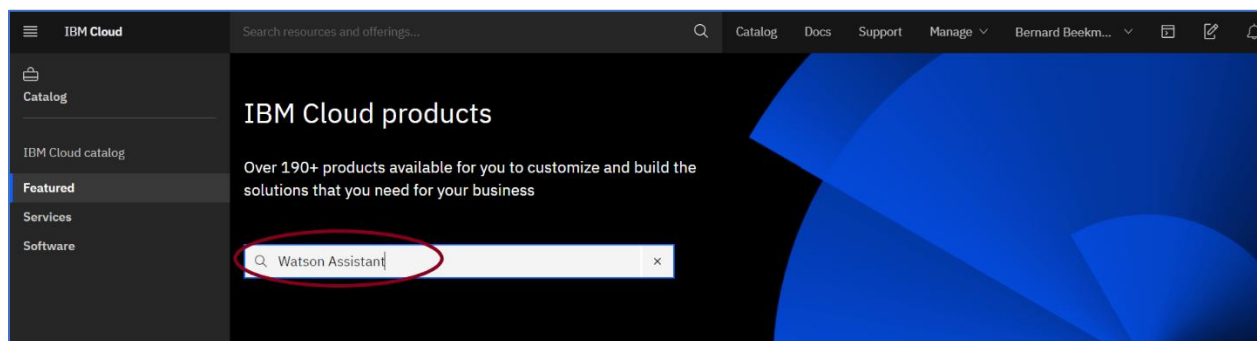 IBM Cloud
Search resources and offerings...
Catalog
Docs
Support
Manage
Bernard Beekm...
Catalog
IBM Cloud catalog
Featured
Services
Software
IBM Cloud products
Over 190+ products available for you to customize and build the
solutions that you need for your business
Watson Assistant